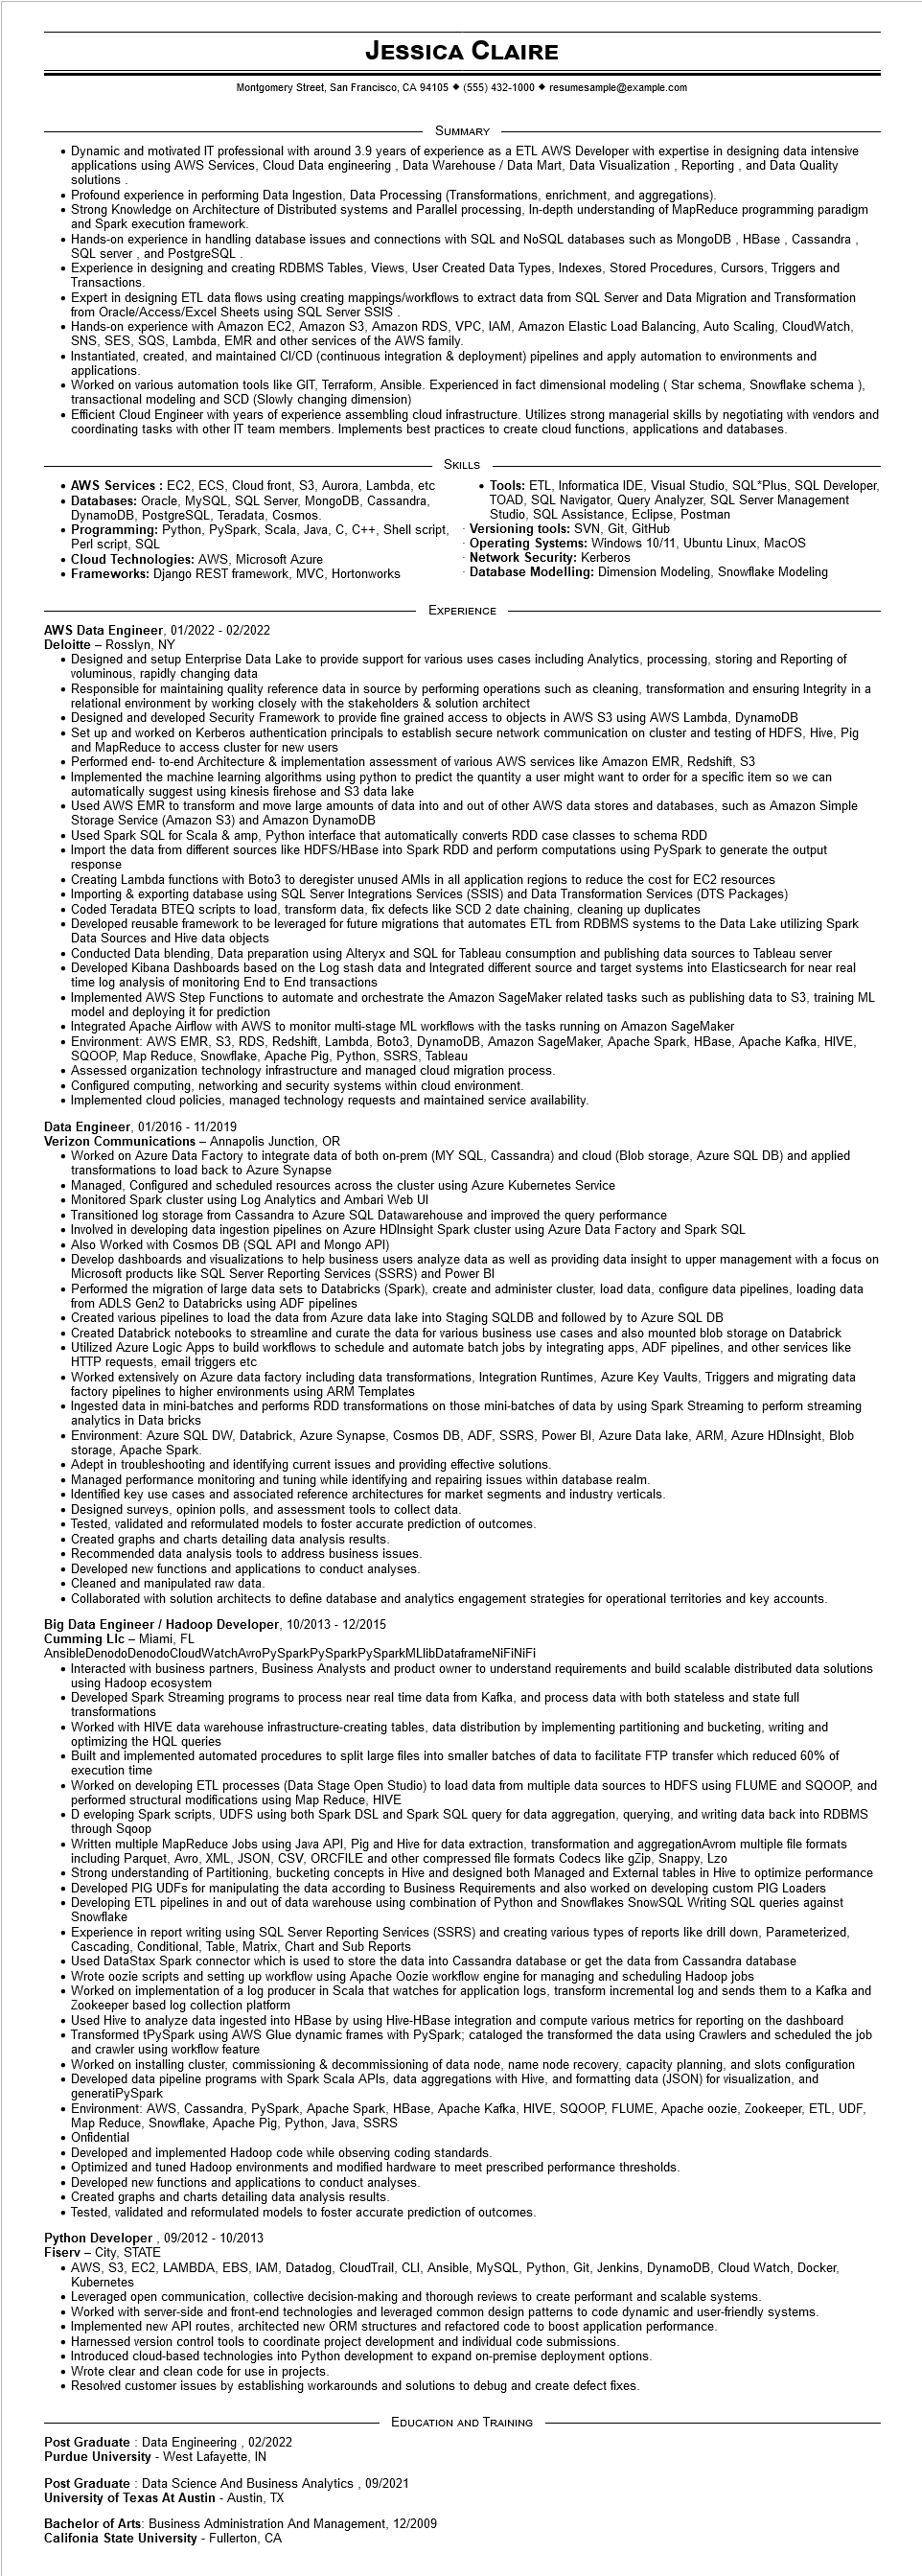 JESSICA CLAIRE
Montgomery Street, San Francisco, CA 94105 ◆ (555) 432-1000 ◆ resumesample@example.com
SUMMARY
• Dynamic and motivated IT professional with around 3.9 years of experience as a ETL AWS Developer with expertise in designing data intensive
applications using AWS Services, Cloud Data engineering , Data Warehouse / Data Mart, Data Visualization , Reporting , and Data Quality
solutions .
• Profound experience in performing Data Ingestion, Data Processing (Transformations, enrichment, and aggregations).
• Strong Knowledge on Architecture of Distributed systems and Parallel processing, In-depth understanding of MapReduce programming paradigm
and Spark execution framework.
• Hands-on experience in handling database issues and connections with SQL and NoSQL databases such as MongoDB , HBase , Cassandra ,
SQL server , and PostgreSQL .
• Experience in designing and creating RDBMS Tables, Views, User Created Data Types, Indexes, Stored Procedures, Cursors, Triggers and
Transactions.
• Expert in designing ETL data flows using creating mappings/workflows to extract data from SQL Server and Data Migration and Transformation
from Oracle/Access/Excel Sheets using SQL Server SSIS .
• Hands-on experience with Amazon EC2, Amazon S3, Amazon RDS, VPC, IAM, Amazon Elastic Load Balancing, Auto Scaling, CloudWatch,
SNS, SES, SQS, Lambda, EMR and other services of the AWS family.
• Instantiated, created, and maintained CI/CD (continuous integration & deployment) pipelines and apply automation to environments and
applications.
• Worked on various automation tools like GIT, Terraform, Ansible. Experienced in fact dimensional modeling ( Star schema, Snowflake schema ),
transactional modeling and SCD (Slowly changing dimension)
• Efficient Cloud Engineer with years of experience assembling cloud infrastructure. Utilizes strong managerial skills by negotiating with vendors and
coordinating tasks with other IT team members. Implements best practices to create cloud functions, applications and databases.
SKILLS
• AWS Services : EC2, ECS, Cloud front, S3, Aurora, Lambda, etc
• Databases: Oracle, MySQL, SQL Server, MongoDB, Cassandra,
DynamoDB, PostgreSQL, Teradata, Cosmos.
• Programming: Python, PySpark, Scala, Java, C, C++, Shell script,
Perl script, SQL
• Cloud Technologies: AWS, Microsoft Azure
• Frameworks: Django REST framework, MVC, Hortonworks
• Tools: ETL, Informatica IDE, Visual Studio, SQL*Plus, SQL Developer,
TOAD, SQL Navigator, Query Analyzer, SQL Server Management
Studio, SQL Assistance, Eclipse, Postman
· Versioning tools: SVN, Git, GitHub
· Operating Systems: Windows 10/11, Ubuntu Linux, MacOS
· Network Security: Kerberos
· Database Modelling: Dimension Modeling, Snowflake Modeling
EXPERIENCE
AWS Data Engineer, 01/2022 - 02/2022
Deloitte – Rosslyn, NY
• Designed and setup Enterprise Data Lake to provide support for various uses cases including Analytics, processing, storing and Reporting of
voluminous, rapidly changing data
• Responsible for maintaining quality reference data in source by performing operations such as cleaning, transformation and ensuring Integrity in a
relational environment by working closely with the stakeholders & solution architect
• Designed and developed Security Framework to provide fine grained access to objects in AWS S3 using AWS Lambda, DynamoDB
• Set up and worked on Kerberos authentication principals to establish secure network communication on cluster and testing of HDFS, Hive, Pig
and MapReduce to access cluster for new users
• Performed end- to-end Architecture & implementation assessment of various AWS services like Amazon EMR, Redshift, S3
• Implemented the machine learning algorithms using python to predict the quantity a user might want to order for a specific item so we can
automatically suggest using kinesis firehose and S3 data lake
• Used AWS EMR to transform and move large amounts of data into and out of other AWS data stores and databases, such as Amazon Simple
Storage Service (Amazon S3) and Amazon DynamoDB
• Used Spark SQL for Scala & amp, Python interface that automatically converts RDD case classes to schema RDD
• Import the data from different sources like HDFS/HBase into Spark RDD and perform computations using PySpark to generate the output
response
• Creating Lambda functions with Boto3 to deregister unused AMIs in all application regions to reduce the cost for EC2 resources
• Importing & exporting database using SQL Server Integrations Services (SSIS) and Data Transformation Services (DTS Packages)
• Coded Teradata BTEQ scripts to load, transform data, fix defects like SCD 2 date chaining, cleaning up duplicates
• Developed reusable framework to be leveraged for future migrations that automates ETL from RDBMS systems to the Data Lake utilizing Spark
Data Sources and Hive data objects
• Conducted Data blending, Data preparation using Alteryx and SQL for Tableau consumption and publishing data sources to Tableau server
• Developed Kibana Dashboards based on the Log stash data and Integrated different source and target systems into Elasticsearch for near real
time log analysis of monitoring End to End transactions
• Implemented AWS Step Functions to automate and orchestrate the Amazon SageMaker related tasks such as publishing data to S3, training ML
model and deploying it for prediction
• Integrated Apache Airflow with AWS to monitor multi-stage ML workflows with the tasks running on Amazon SageMaker
• Environment: AWS EMR, S3, RDS, Redshift, Lambda, Boto3, DynamoDB, Amazon SageMaker, Apache Spark, HBase, Apache Kafka, HIVE,
SQOOP, Map Reduce, Snowflake, Apache Pig, Python, SSRS, Tableau
• Assessed organization technology infrastructure and managed cloud migration process.
• Configured computing, networking and security systems within cloud environment.
• Implemented cloud policies, managed technology requests and maintained service availability.
Data Engineer, 01/2016 - 11/2019
Verizon Communications – Annapolis Junction, OR
• Worked on Azure Data Factory to integrate data of both on-prem (MY SQL, Cassandra) and cloud (Blob storage, Azure SQL DB) and applied
transformations to load back to Azure Synapse
• Managed, Configured and scheduled resources across the cluster using Azure Kubernetes Service
• Monitored Spark cluster using Log Analytics and Ambari Web UI
• Transitioned log storage from Cassandra to Azure SQL Datawarehouse and improved the query performance
• Involved in developing data ingestion pipelines on Azure HDInsight Spark cluster using Azure Data Factory and Spark SQL
• Also Worked with Cosmos DB (SQL API and Mongo API)
• Develop dashboards and visualizations to help business users analyze data as well as providing data insight to upper management with a focus on
Microsoft products like SQL Server Reporting Services (SSRS) and Power BI
• Performed the migration of large data sets to Databricks (Spark), create and administer cluster, load data, configure data pipelines, loading data
from ADLS Gen2 to Databricks using ADF pipelines
• Created various pipelines to load the data from Azure data lake into Staging SQLDB and followed by to Azure SQL DB
• Created Databrick notebooks to streamline and curate the data for various business use cases and also mounted blob storage on Databrick
• Utilized Azure Logic Apps to build workflows to schedule and automate batch jobs by integrating apps, ADF pipelines, and other services like
HTTP requests, email triggers etc
• Worked extensively on Azure data factory including data transformations, Integration Runtimes, Azure Key Vaults, Triggers and migrating data
factory pipelines to higher environments using ARM Templates
• Ingested data in mini-batches and performs RDD transformations on those mini-batches of data by using Spark Streaming to perform streaming
analytics in Data bricks
• Environment: Azure SQL DW, Databrick, Azure Synapse, Cosmos DB, ADF, SSRS, Power BI, Azure Data lake, ARM, Azure HDInsight, Blob
storage, Apache Spark.
• Adept in troubleshooting and identifying current issues and providing effective solutions.
• Managed performance monitoring and tuning while identifying and repairing issues within database realm.
• Identified key use cases and associated reference architectures for market segments and industry verticals.
• Designed surveys, opinion polls, and assessment tools to collect data.
• Tested, validated and reformulated models to foster accurate prediction of outcomes.
• Created graphs and charts detailing data analysis results.
• Recommended data analysis tools to address business issues.
• Developed new functions and applications to conduct analyses.
• Cleaned and manipulated raw data.
• Collaborated with solution architects to define database and analytics engagement strategies for operational territories and key accounts.
Big Data Engineer / Hadoop Developer, 10/2013 - 12/2015
Cumming Llc – Miami, FL
AnsibleDenodoDenodoCloudWatchAvroPySparkPySparkPySparkMLlibDataframeNiFiNiFi
• Interacted with business partners, Business Analysts and product owner to understand requirements and build scalable distributed data solutions
using Hadoop ecosystem
• Developed Spark Streaming programs to process near real time data from Kafka, and process data with both stateless and state full
transformations
• Worked with HIVE data warehouse infrastructure-creating tables, data distribution by implementing partitioning and bucketing, writing and
optimizing the HQL queries
• Built and implemented automated procedures to split large files into smaller batches of data to facilitate FTP transfer which reduced 60% of
execution time
• Worked on developing ETL processes (Data Stage Open Studio) to load data from multiple data sources to HDFS using FLUME and SQOOP, and
performed structural modifications using Map Reduce, HIVE
• D eveloping Spark scripts, UDFS using both Spark DSL and Spark SQL query for data aggregation, querying, and writing data back into RDBMS
through Sqoop
• Written multiple MapReduce Jobs using Java API, Pig and Hive for data extraction, transformation and aggregationAvrom multiple file formats
including Parquet, Avro, XML, JSON, CSV, ORCFILE and other compressed file formats Codecs like gZip, Snappy, Lzo
• Strong understanding of Partitioning, bucketing concepts in Hive and designed both Managed and External tables in Hive to optimize performance
• Developed PIG UDFs for manipulating the data according to Business Requirements and also worked on developing custom PIG Loaders
• Developing ETL pipelines in and out of data warehouse using combination of Python and Snowflakes SnowSQL Writing SQL queries against
Snowflake
• Experience in report writing using SQL Server Reporting Services (SSRS) and creating various types of reports like drill down, Parameterized,
Cascading, Conditional, Table, Matrix, Chart and Sub Reports
• Used DataStax Spark connector which is used to store the data into Cassandra database or get the data from Cassandra database
• Wrote oozie scripts and setting up workflow using Apache Oozie workflow engine for managing and scheduling Hadoop jobs
• Worked on implementation of a log producer in Scala that watches for application logs, transform incremental log and sends them to a Kafka and
Zookeeper based log collection platform
• Used Hive to analyze data ingested into HBase by using Hive-HBase integration and compute various metrics for reporting on the dashboard
• Transformed tPySpark using AWS Glue dynamic frames with PySpark; cataloged the transformed the data using Crawlers and scheduled the job
and crawler using workflow feature
• Worked on installing cluster, commissioning & decommissioning of data node, name node recovery, capacity planning, and slots configuration
• Developed data pipeline programs with Spark Scala APIs, data aggregations with Hive, and formatting data (JSON) for visualization, and
generatiPySpark
• Environment: AWS, Cassandra, PySpark, Apache Spark, HBase, Apache Kafka, HIVE, SQOOP, FLUME, Apache oozie, Zookeeper, ETL, UDF,
Map Reduce, Snowflake, Apache Pig, Python, Java, SSRS
• Onfidential
• Developed and implemented Hadoop code while observing coding standards.
• Optimized and tuned Hadoop environments and modified hardware to meet prescribed performance thresholds.
• Developed new functions and applications to conduct analyses.
• Created graphs and charts detailing data analysis results.
• Tested, validated and reformulated models to foster accurate prediction of outcomes.
Python Developer , 09/2012 - 10/2013
Fiserv – City, STATE
• AWS, S3, EC2, LAMBDA, EBS, IAM, Datadog, CloudTrail, CLI, Ansible, MySQL, Python, Git, Jenkins, DynamoDB, Cloud Watch, Docker,
Kubernetes
• Leveraged open communication, collective decision-making and thorough reviews to create performant and scalable systems.
• Worked with server-side and front-end technologies and leveraged common design patterns to code dynamic and user-friendly systems.
• Implemented new API routes, architected new ORM structures and refactored code to boost application performance.
• Harnessed version control tools to coordinate project development and individual code submissions.
• Introduced cloud-based technologies into Python development to expand on-premise deployment options.
• Wrote clear and clean code for use in projects.
• Resolved customer issues by establishing workarounds and solutions to debug and create defect fixes.
EDUCATION AND TRAINING
Post Graduate : Data Engineering , 02/2022
Purdue University - West Lafayette, IN
Post Graduate : Data Science And Business Analytics , 09/2021
University of Texas At Austin - Austin, TX
Bachelor of Arts: Business Administration And Management, 12/2009
Califonia State University - Fullerton, CA